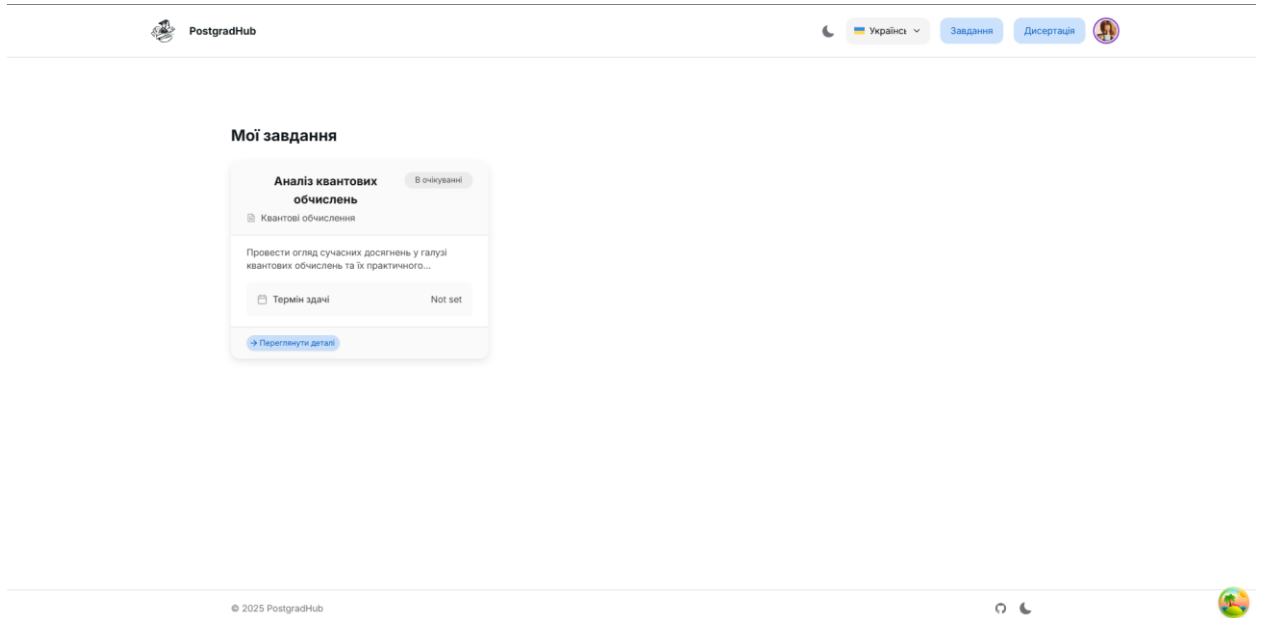 PostgradHub
Українсь
Завдання
Дисертація
Мої завдання
Аналіз квантових
обчислень
В очікуванні
Квантові обчислення
Провести огляд сучасних досягнень у галузі
квантових обчислень та їх практичного...
Термін здачі
Not set
→ Переглянути деталі
© 2025 PostgradHub